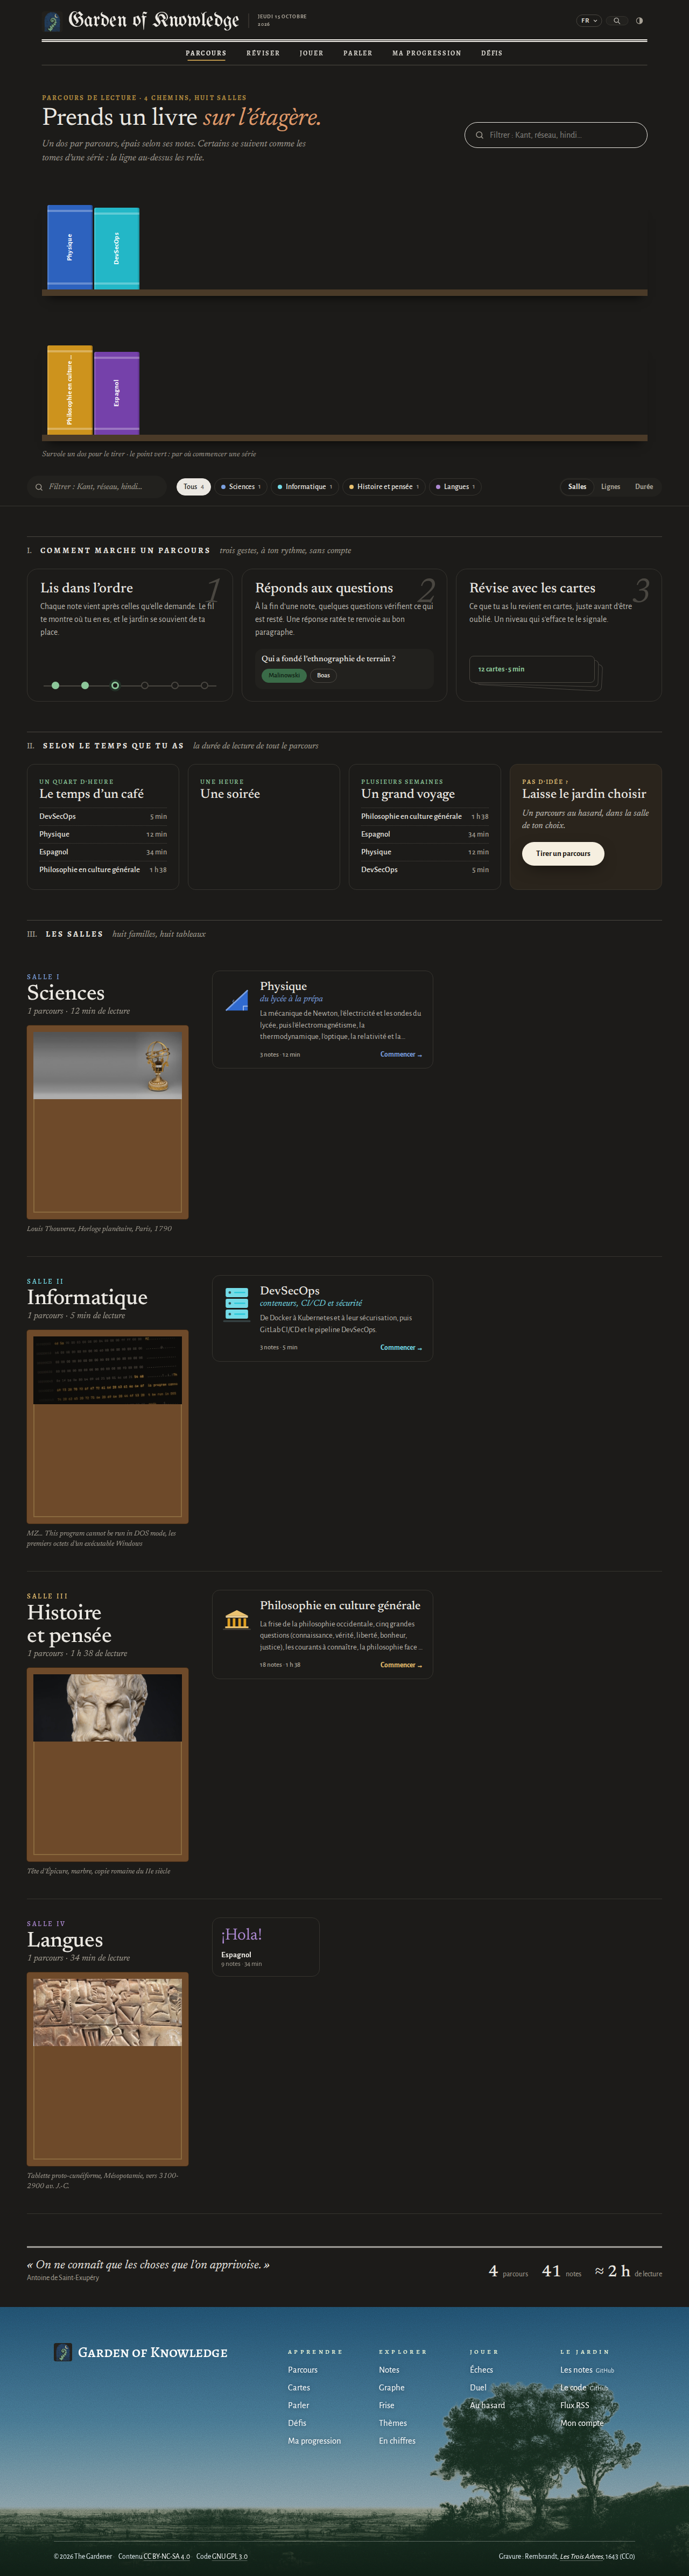 Garden of Knowledge
JEUDI 15 OCTOBRE
2026
FR
PARCOURS RÉVISER JOUER PARLER MA PROGRESSION DÉFIS
PARCOURS DE LECTURE · 4 CHEMINS, HUIT SALLES
Prends un livre sur l'étagère.
Un dos par parcours, épais selon ses notes. Certains se suivent comme les
tomes d'une série : la ligne au-dessus les relie.
Filtrer : Kant, réseau, hindi…
Physique
DevSecOps
Philosophie en culture …
Espagnol
Survole un dos pour le tirer · le point vert : par où commencer une série
Filtrer : Kant, réseau, hindi…
Tous 4
Sciences 1
Informatique 1
Histoire et pensée 1
Langues 1
Salles Lignes Durée
I. COMMENT MARCHE UN PARCOURS trois gestes, à ton rythme, sans compte
Lis dans l'ordre
1
Chaque note vient après celles qu'elle demande. Le fil
te montre où tu en es, et le jardin se souvient de ta
place.
Réponds aux questions
2
À la fin d'une note, quelques questions vérifient ce qui
est resté. Une réponse ratée te renvoie au bon
paragraphe.
Qui a fondé l'ethnographie de terrain ?
Malinowski
Boas
Révise avec les cartes
3
Ce que tu as lu revient en cartes, juste avant d'être
oublié. Un niveau qui s'efface te le signale.
12 cartes · 5 min
II. SELON LE TEMPS QUE TU AS la durée de lecture de tout le parcours
UN QUART D'HEURE
Le temps d'un café
DevSecOps 5 min
Physique 12 min
Espagnol 34 min
Philosophie en culture générale 1 h 38
UNE HEURE
Une soirée
PLUSIEURS SEMAINES
Un grand voyage
Philosophie en culture générale 1 h 38
Espagnol 34 min
Physique 12 min
DevSecOps 5 min
PAS D'IDÉE ?
Laisse le jardin choisir
Un parcours au hasard, dans la salle
de ton choix.
Tirer un parcours
III. LES SALLES huit familles, huit tableaux
SALLE I
Sciences
1 parcours · 12 min de lecture
Louis Thouverez, Horloge planétaire, Paris, 1790
Physique
du lycée à la prépa
La mécanique de Newton, l'électricité et les ondes du
lycée, puis l'électromagnétisme, la
thermodynamique, l'optique, la relativité et la…
3 notes · 12 min
Commencer →
SALLE II
Informatique
1 parcours · 5 min de lecture
MZ… This program cannot be run in DOS mode, les
premiers octets d'un exécutable Windows
DevSecOps
conteneurs, CI/CD et sécurité
De Docker à Kubernetes et à leur sécurisation, puis
GitLab CI/CD et le pipeline DevSecOps.
3 notes · 5 min
Commencer →
SALLE III
Histoire
et pensée
1 parcours · 1 h 38 de lecture
Tête d'Épicure, marbre, copie romaine du IIe siècle
Philosophie en culture générale
La frise de la philosophie occidentale, cinq grandes
questions (connaissance, vérité, liberté, bonheur,
justice), les courants à connaître, la philosophie face …
18 notes · 1 h 38
Commencer →
SALLE IV
Langues
1 parcours · 34 min de lecture
Tablette proto-cunéiforme, Mésopotamie, vers 3100-
2900 av. J.-C.
¡Hola!
Espagnol
9 notes · 34 min
« On ne connaît que les choses que l'on apprivoise. »
Antoine de Saint-Exupéry
4 parcours 41 notes ≈ 2 h de lecture
Garden of Knowledge
APPRENDRE
Parcours
Cartes
Parler
Défis
Ma progression
EXPLORER
Notes
Graphe
Frise
Thèmes
En chiffres
JOUER
Échecs
Duel
Au hasard
LE JARDIN
Les notes GitHub
Le code GitHub
Flux RSS
Mon compte
© 2026 The Gardener Contenu CC BY-NC-SA 4.0 Code GNU GPL 3.0
Gravure : Rembrandt, Les Trois Arbres, 1643 (CC0)